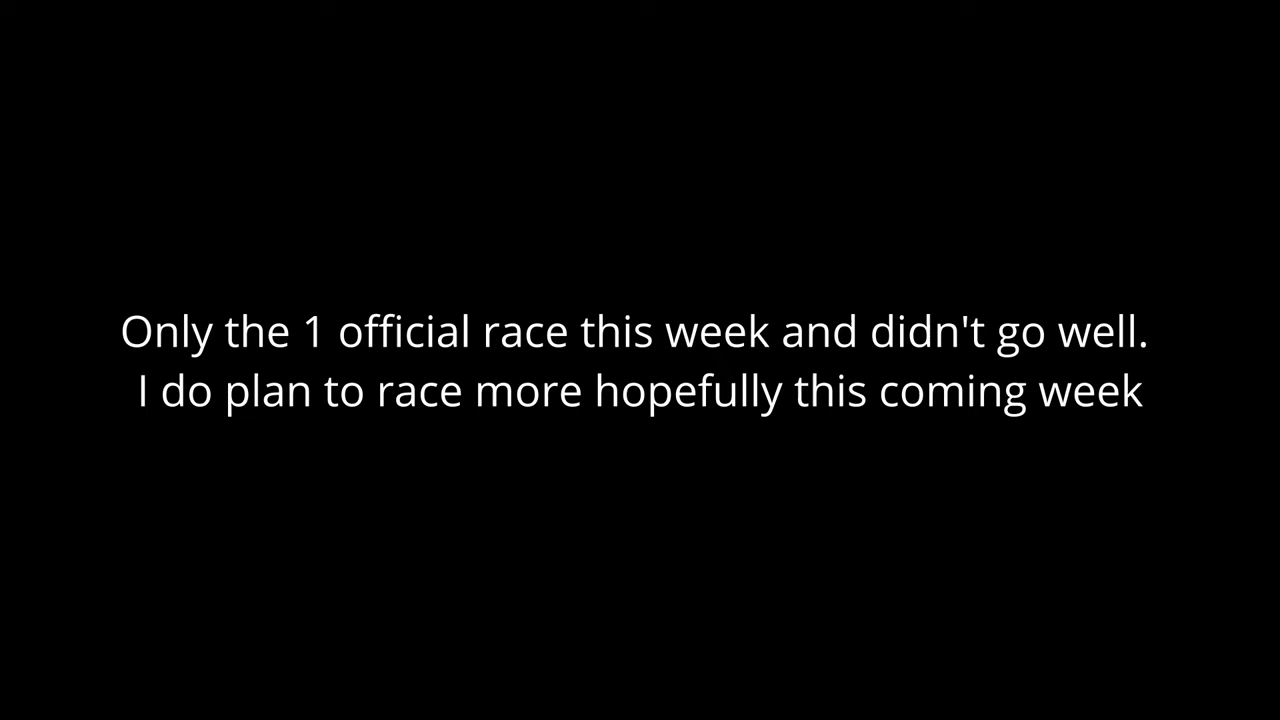 Only the 1 official race this week and didn't go well.
I do plan to race more hopefully this coming week